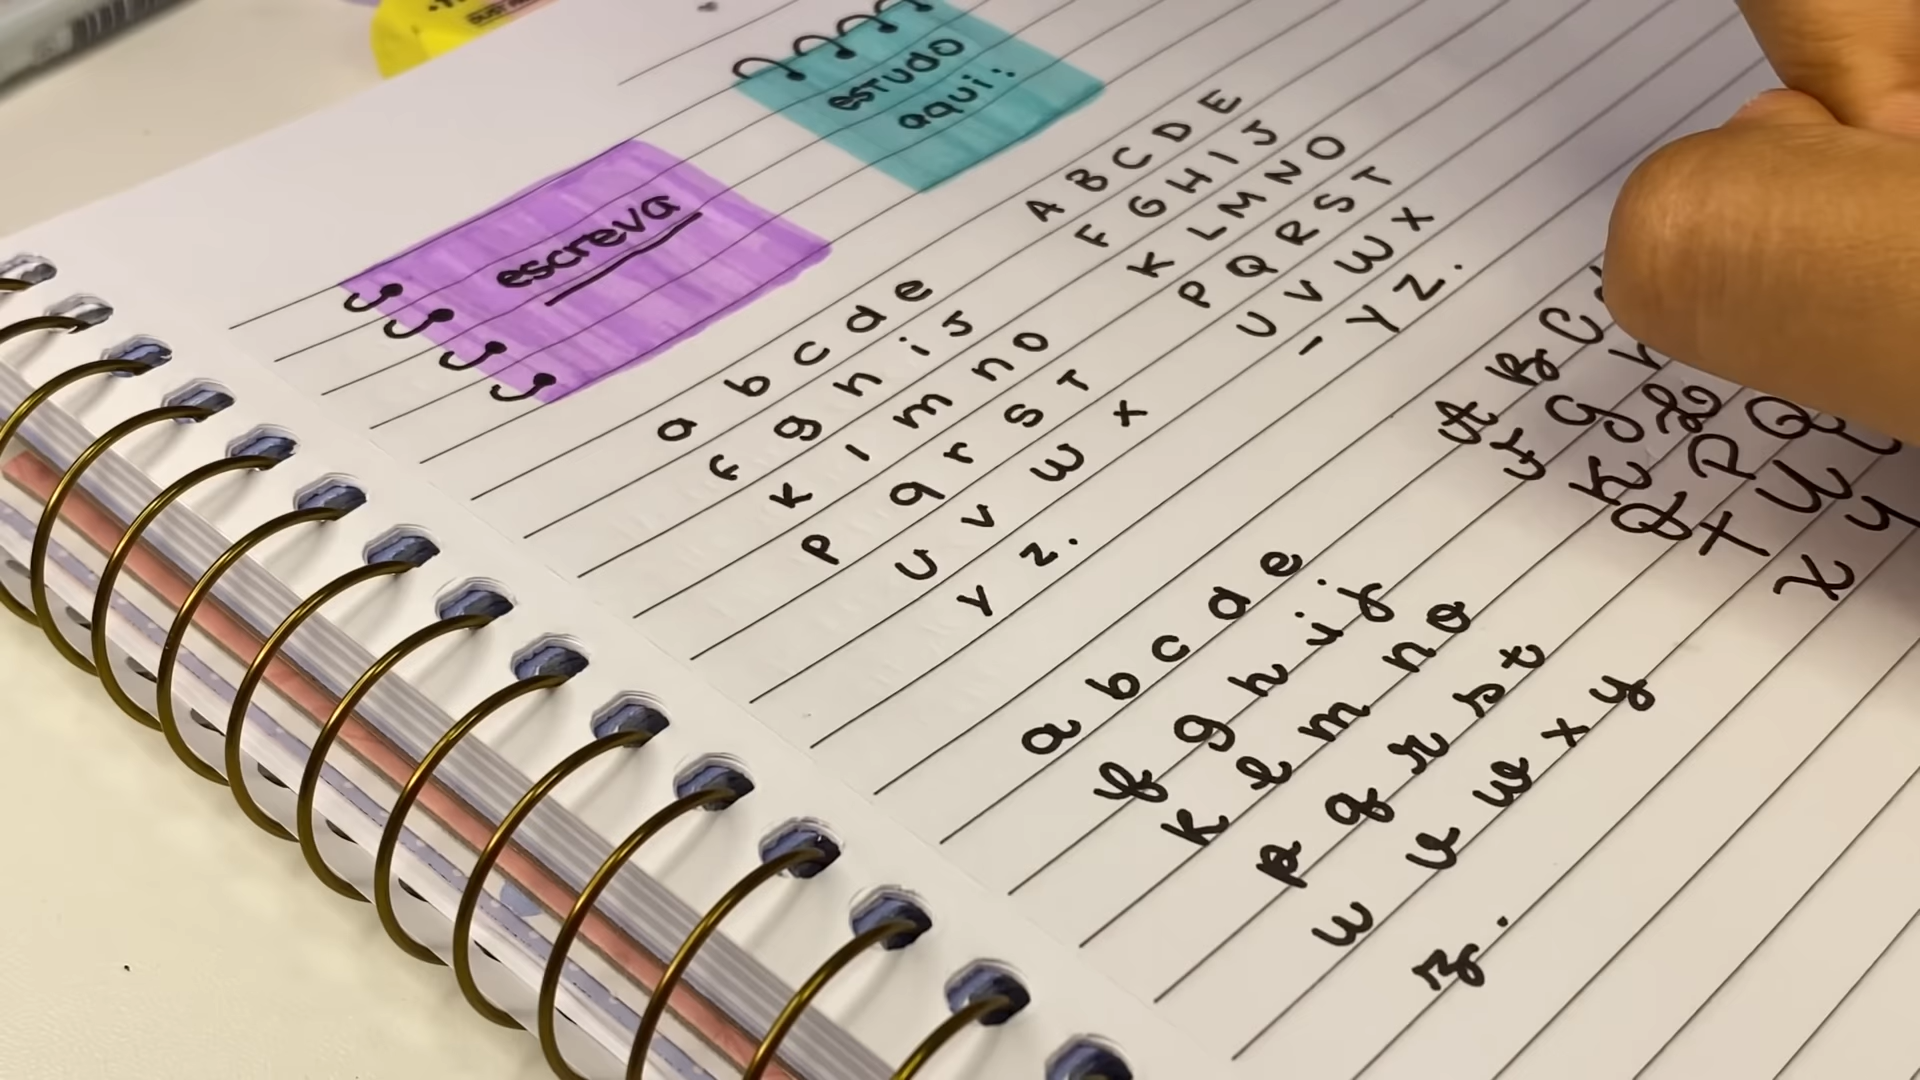 escreva
estudo
aqui:
a b c d e
f g h i j
k l m n o
p q r s t
u v w x
y z.
A B C D E
F G H I J
K L M N O
P Q R S T
U V W X
- Y Z.
a b c d e
f g h i j
k l m n o
p q r s t
u v w x y
z.
A B C
F G
K L
P Q
T U
X Y